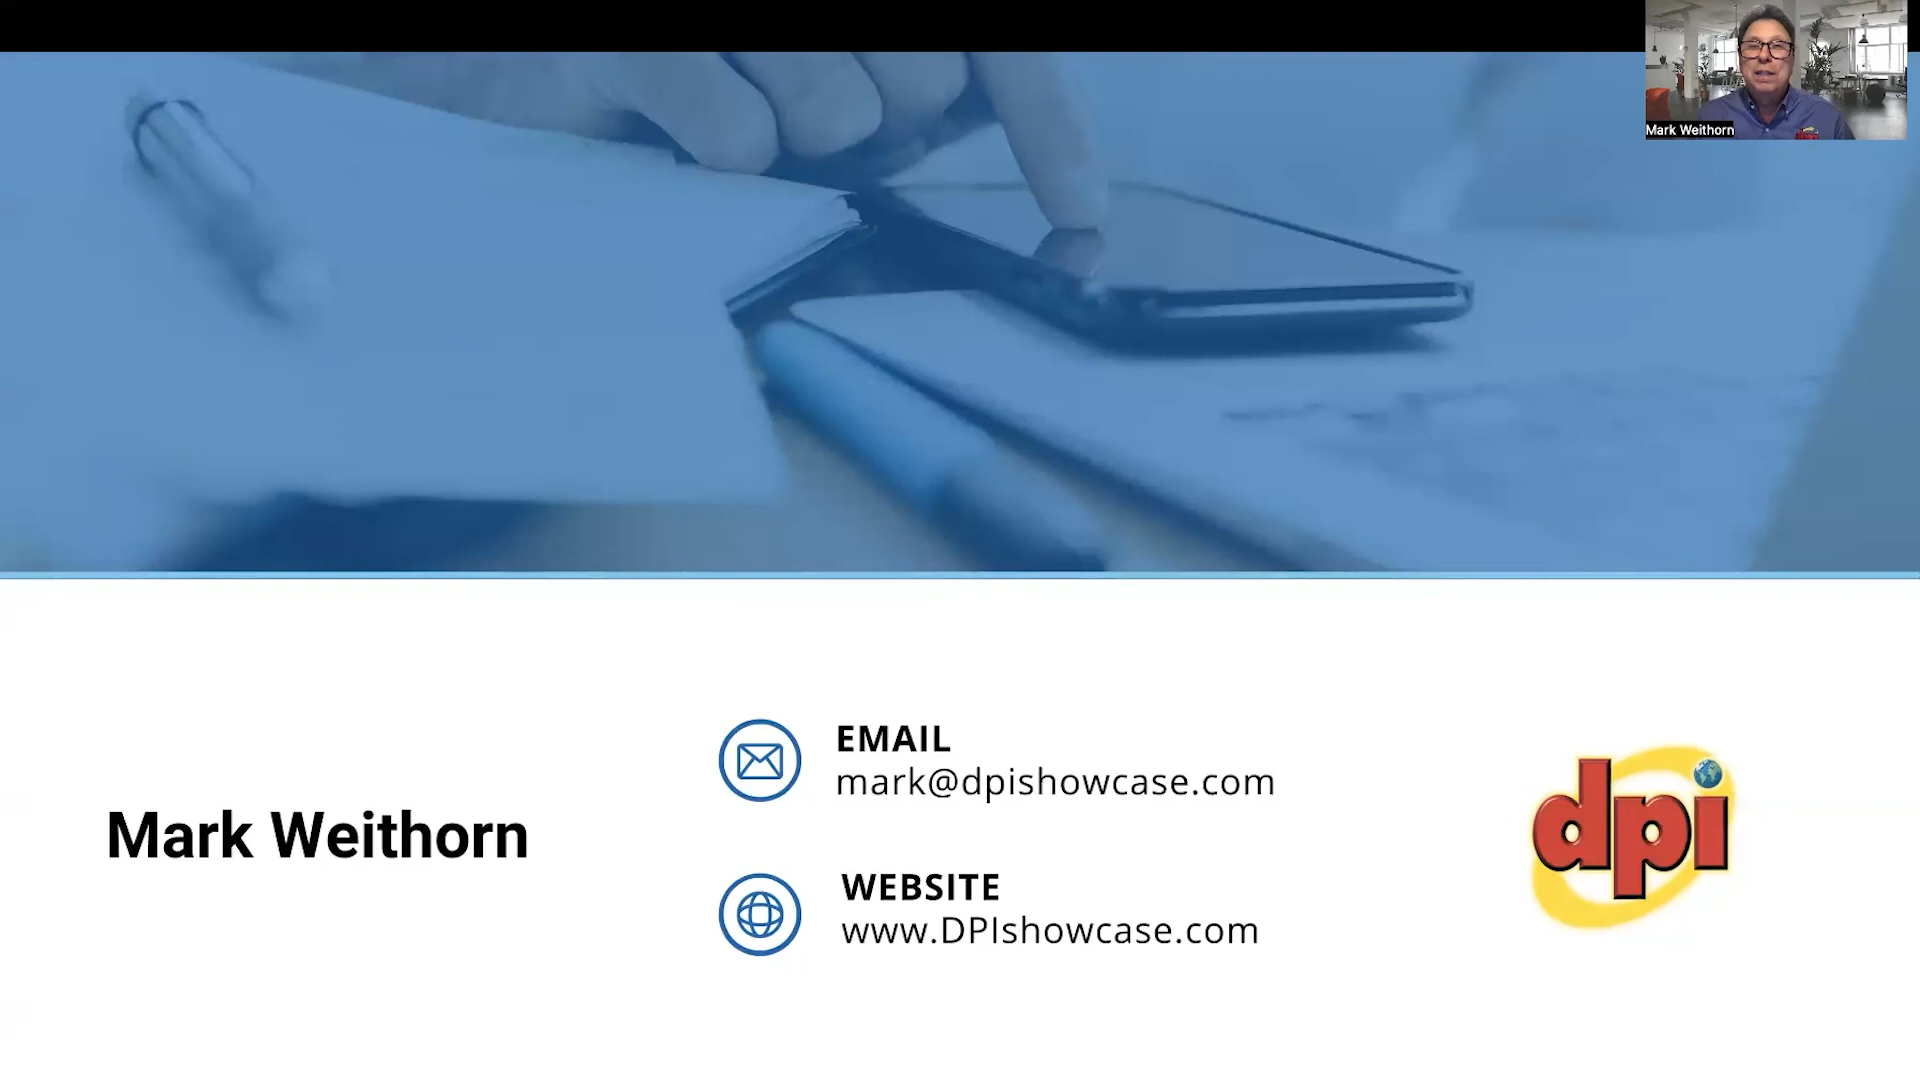 Mark Weithorn
Mark Weithorn
EMAIL
mark@dpishowcase.com
WEBSITE
www.DPIshowcase.com
dpi